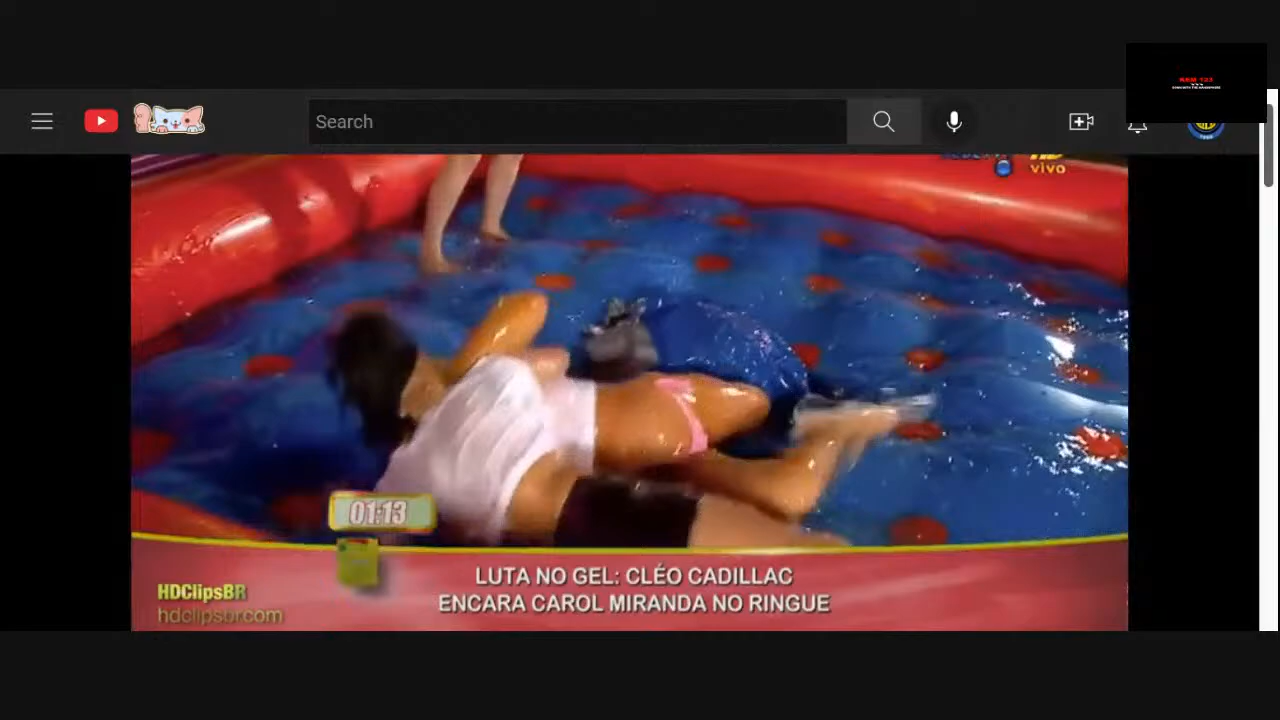 Search
vivo
01:13
LUTA NO GEL: CLÉO CADILLAC
ENCARA CAROL MIRANDA NO RINGUE
HDClipsBR
hdclipsbr.com